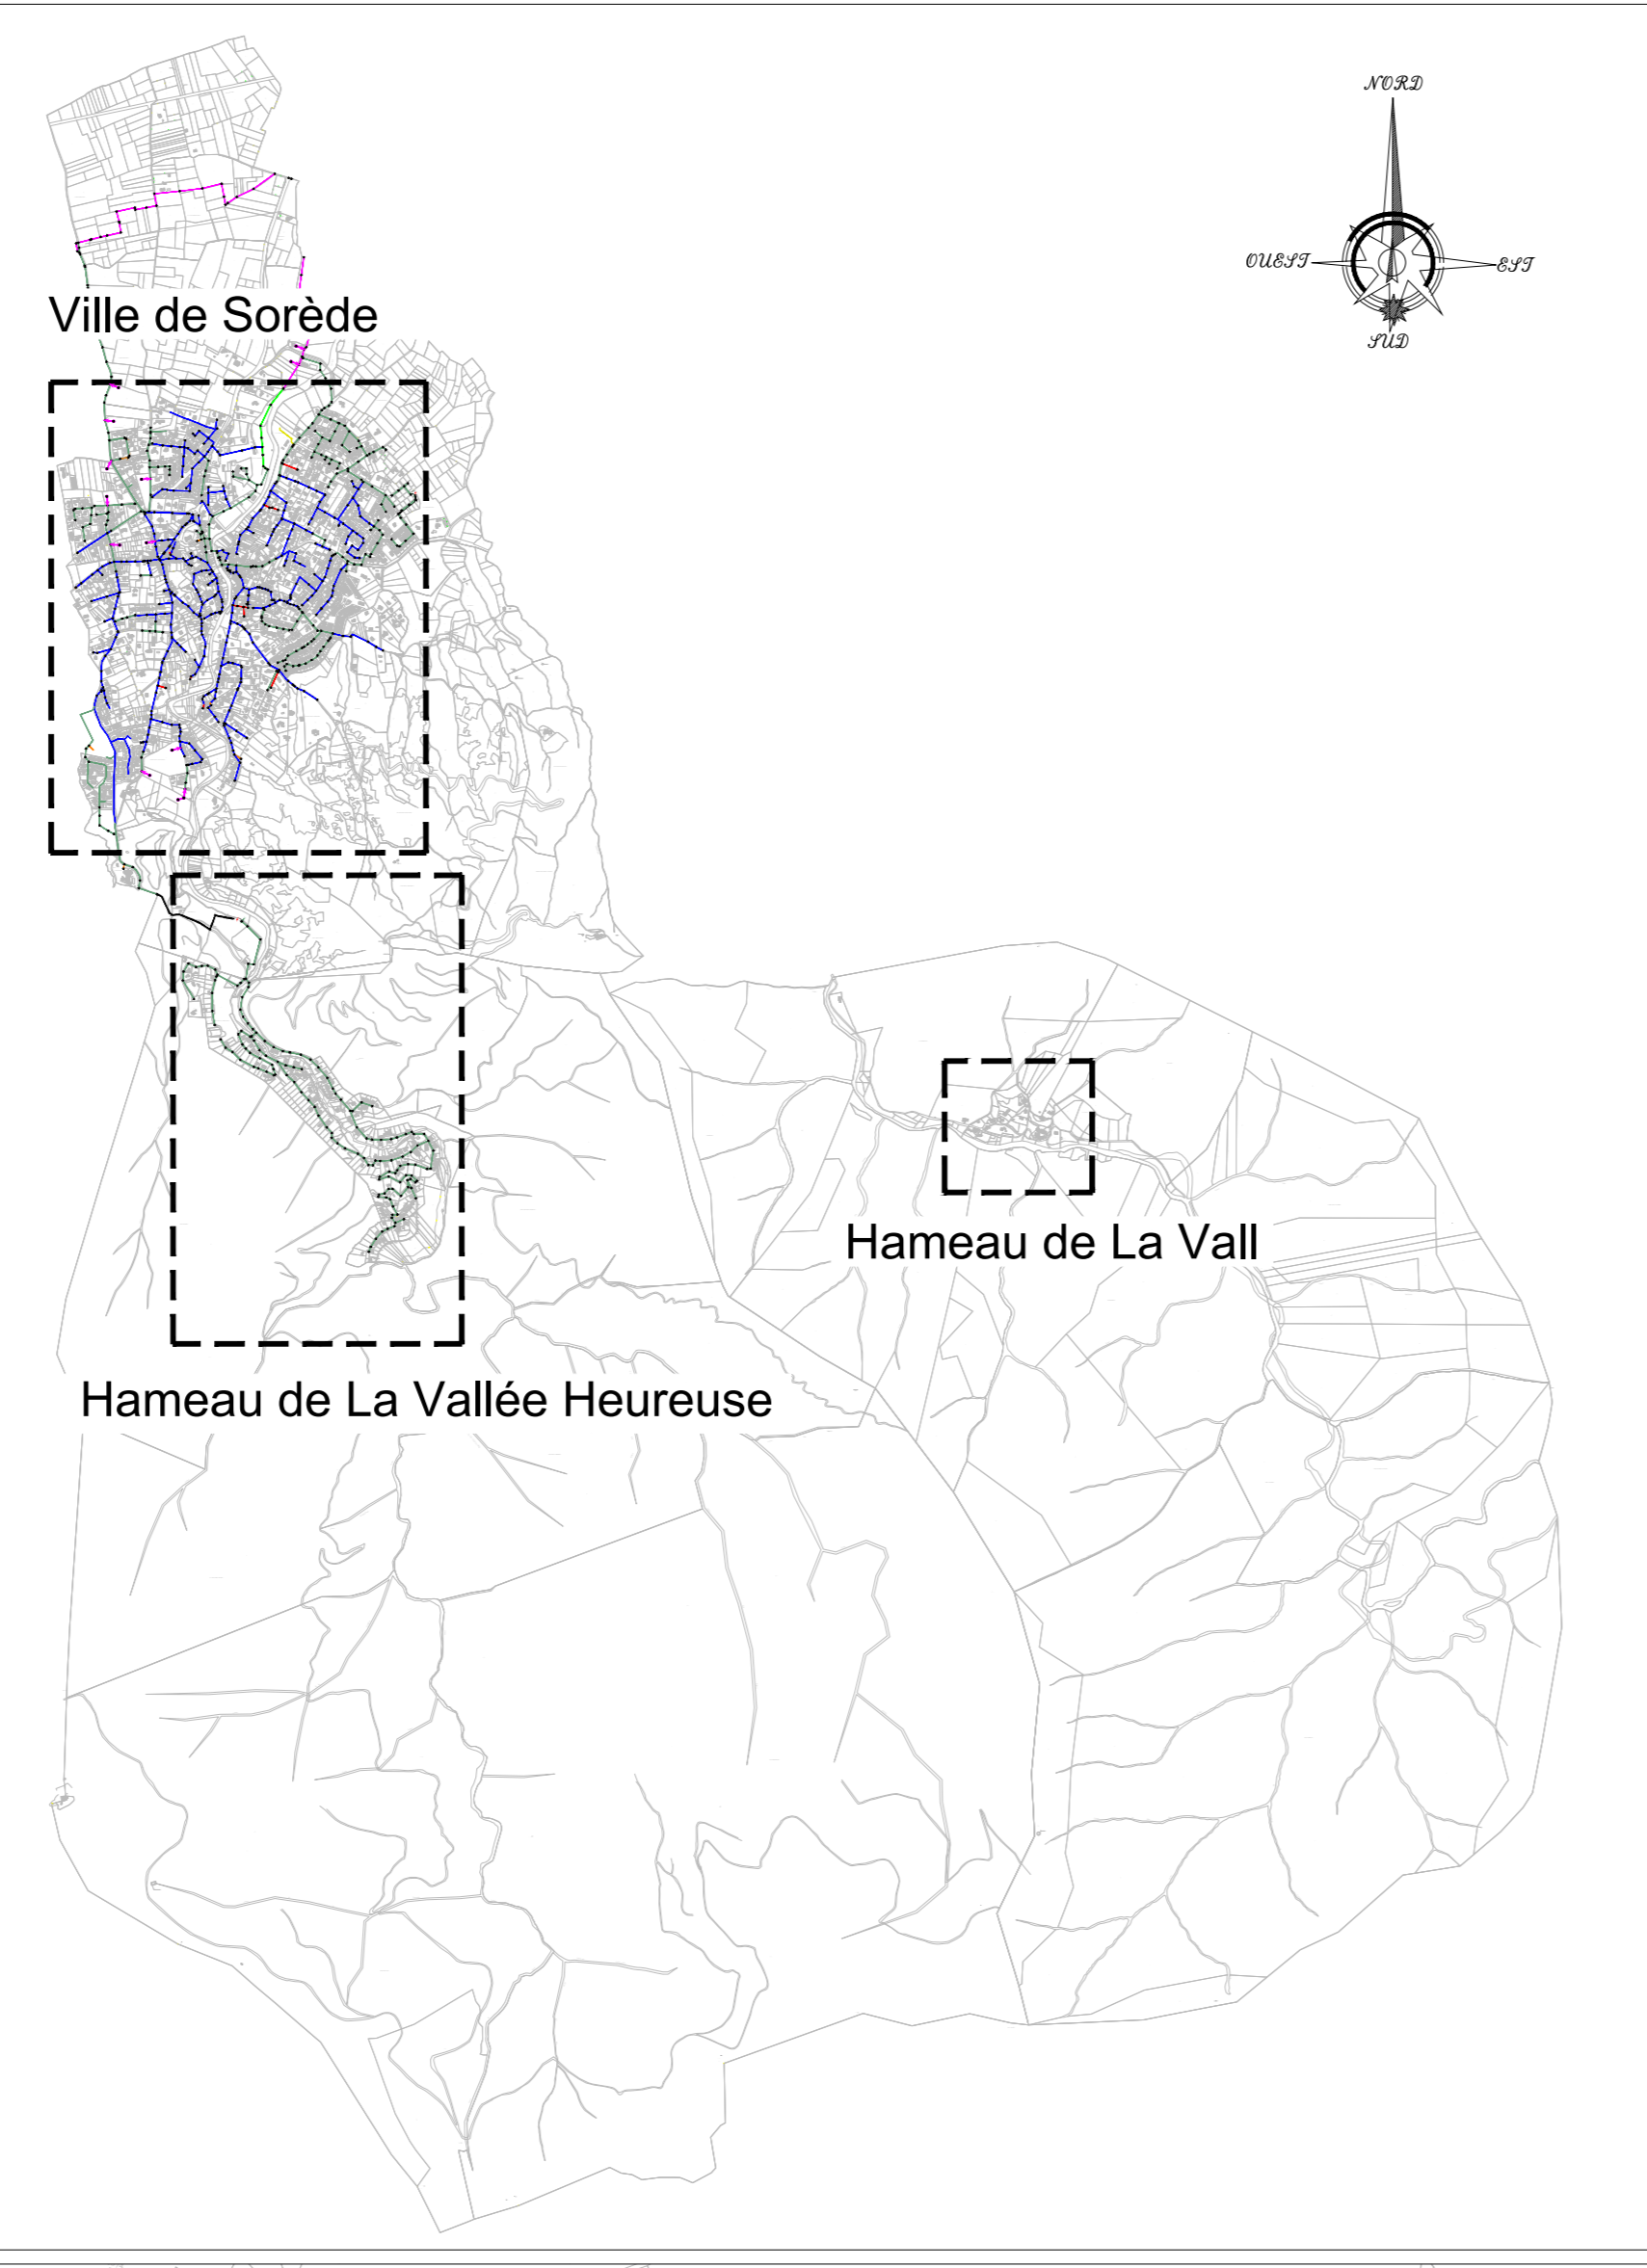 NORD
OUEST
EST
SUD
Ville de Sorède
Hameau de La Vall
Hameau de La Vallée Heureuse